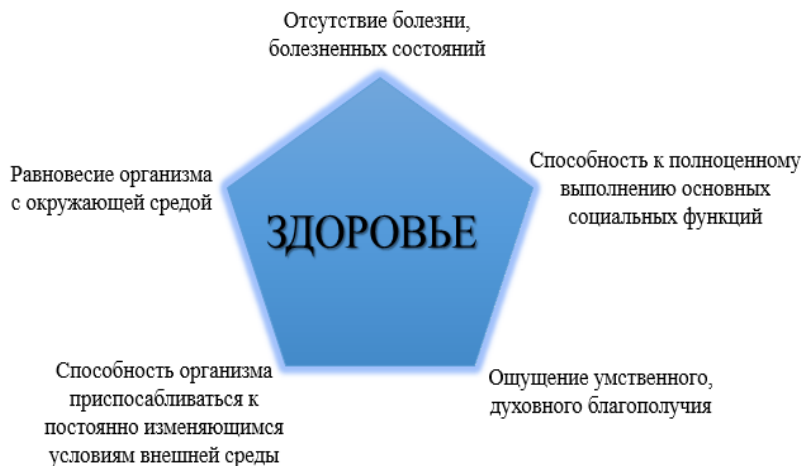 Отсутствие болезни,
болезненных состояний
Равновесие организма
с окружающей средой
Способность к полноценному
выполнению основных
социальных функций
ЗДОРОВЬЕ
Способность организма
приспосабливаться к
постоянно изменяющимся
условиям внешней среды
Ощущение умственного,
духовного благополучия